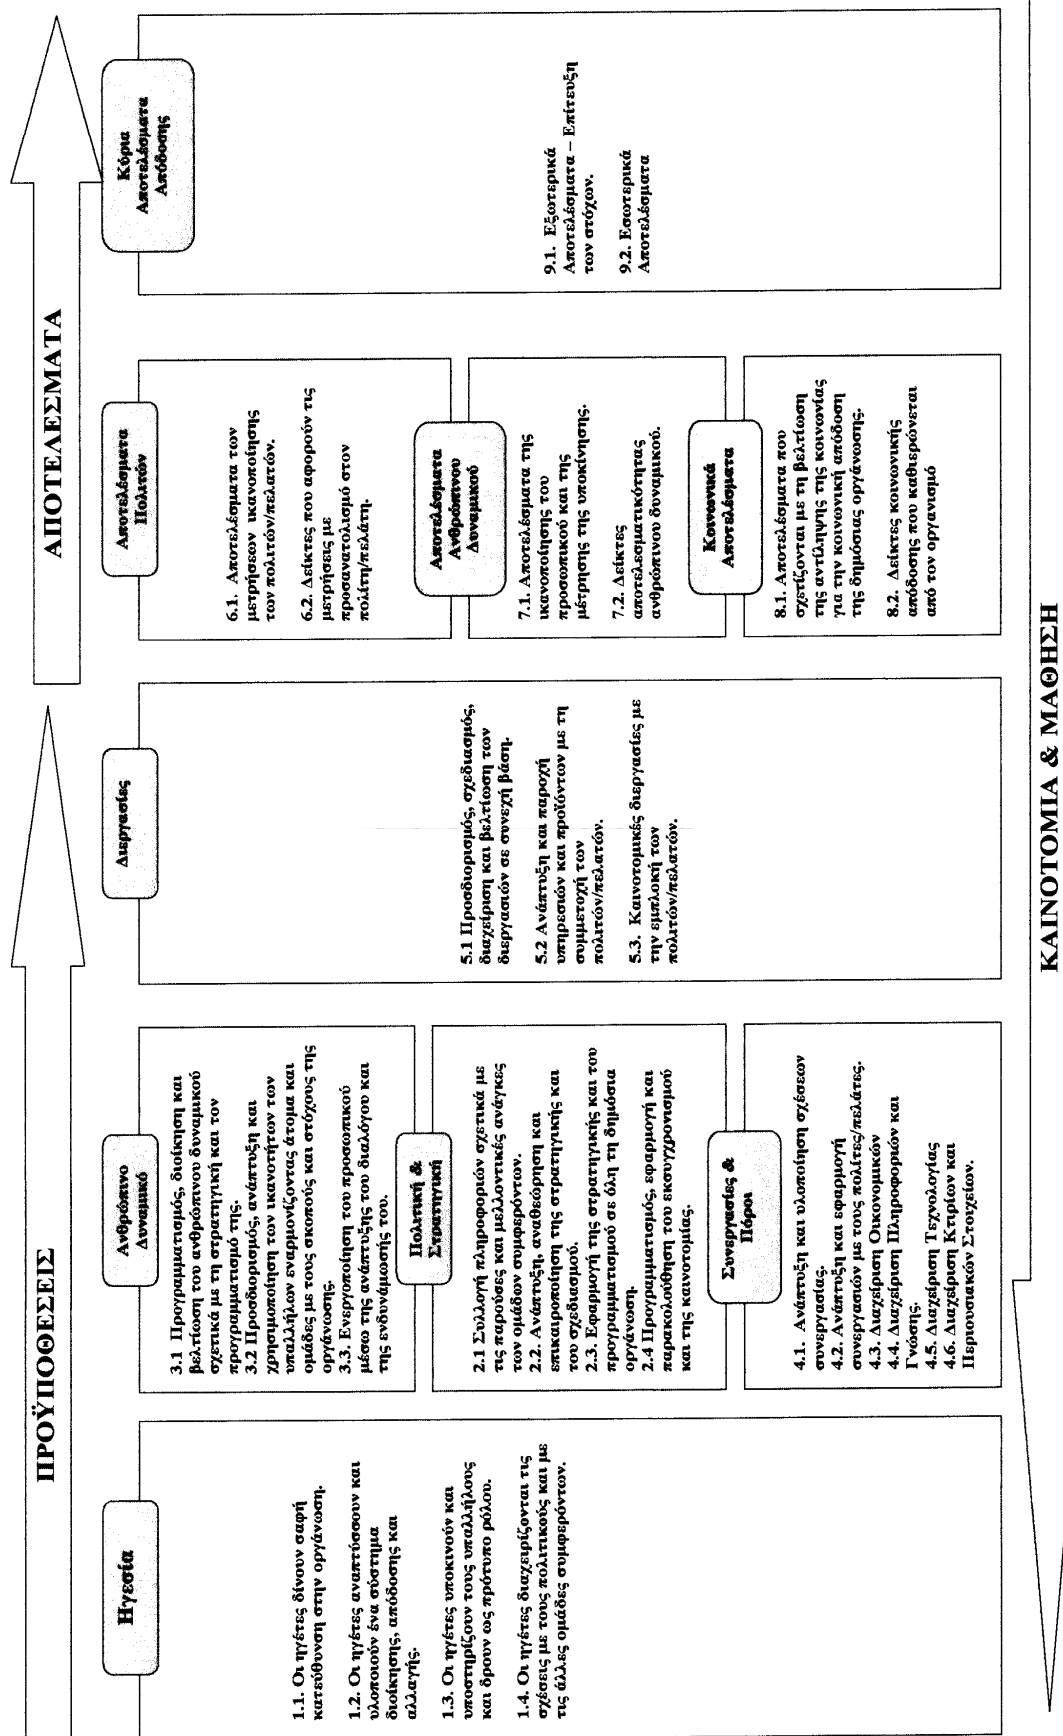 ΠΡΟΫΠΟΘΕΣΕΙΣ
ΑΠΟΤΕΛΕΣΜΑΤΑ
Ηγεσία
1.1. Οι ηγέτες δίνουν σαφή
κατεύθυνση στην οργάνωση.
1.2. Οι ηγέτες αναπτύσσουν και
υλοποιούν ένα σύστημα
διοίκησης, απόδοσης και
αλλαγής.
1.3. Οι ηγέτες υποκινούν και
υποστηρίζουν τους υπαλλήλους
και δρουν ως πρότυπο ρόλου.
1.4. Οι ηγέτες διαχειρίζονται τις
σχέσεις με τους πολιτικούς και με
τις άλλες ομάδες συμφερόντων.
Ανθρώπινο
Δυναμικό
3.1 Προγραμματισμός, διοίκηση και
βελτίωση του ανθρώπινου δυναμικού
σχετικά με τη στρατηγική και τον
προγραμματισμό της.
3.2 Προσδιορισμός, ανάπτυξη και
χρησιμοποίηση των ικανοτήτων των
υπαλλήλον εναρμονίζοντας άτομα και
ομάδες με τους σκοπούς και στόχους της
οργάνωσης.
3.3. Ενεργοποίηση του προσωπικού
μέσω της ανάπτυξης του διαλόγου και
της ενδυνάμωσής του.
Πολιτική &
Στρατηγική
2.1 Συλλογή πληροφοριών σχετικά με
τις παρούσες και μελλοντικές ανάγκες
των ομάδων συμφερόντων.
2.2. Ανάπτυξη, αναθεώρηση και
επικαιροποίηση της στρατηγικής και
του σχεδιασμού.
2.3. Εφαρμογή της στρατηγικής και του
προγραμματισμού σε όλη τη δημόσια
οργάνωση.
2.4 Προγραμματισμός, εφαρμογή και
παρακολούθηση του εκσυγχρονισμού
και της καινοτομίας.
Συνεργασίες &
Πόροι
4.1. Ανάπτυξη και υλοποίηση σχέσεων
συνεργασίας.
4.2. Ανάπτυξη και εφαρμογή
συνεργασιών με τους πολίτες/πελάτες.
4.3. Διαχείριση Οικονομικών
4.4. Διαχείριση Πληροφοριών και
Γνώσης.
4.5. Διαχείριση Τεχνολογίας
4.6. Διαχείριση Κτιρίων και
Περιουσιακών Στοιχείων.
Διεργασίες
5.1 Προσδιορισμός, σχεδιασμός,
διαχείριση και βελτίωση των
διεργασιών σε συνεχή βάση.
5.2 Ανάπτυξη και παροχή
υπηρεσιών και προϊόντων με τη
συμμετοχή των
πολιτών/πελατών.
5.3. Καινοτομικές διεργασίες με
την εμπλοκή των
πολιτών/πελατών.
Αποτελέσματα
Πολιτών
6.1. Αποτελέσματα των
μετρήσεων ικανοποίησης
των πολιτών/πελατών.
6.2. Δείκτες που αφορούν τις
μετρήσεις με
προσανατολισμό στον
πολίτη/πελάτη.
Αποτελέσματα
Ανθρώπινου
Δυναμικού
7.1. Αποτελέσματα της
ικανοποίησης του
προσωπικού και της
μέτρησης της υποκίνησης.
7.2. Δείκτες
αποτελεσματικότητας
ανθρώπινου δυναμικού.
Κοινωνικά
Αποτελέσματα
8.1. Αποτελέσματα που
σχετίζονται με τη βελτίωση
της αντίληψης της κοινωνίας
για την κοινωνική απόδοση
της δημόσιας οργάνωσης.
8.2. Δείκτες κοινωνικής
απόδοσης που καθιερώνεται
από τον οργανισμό
Κύρια
Αποτελέσματα
Απόδοσης
9.1. Εξωτερικά
Αποτελέσματα – Επίτευξη
των στόχων.
9.2. Εσωτερικά
Αποτελέσματα
ΚΑΙΝΟΤΟΜΙΑ & ΜΑΘΗΣΗ